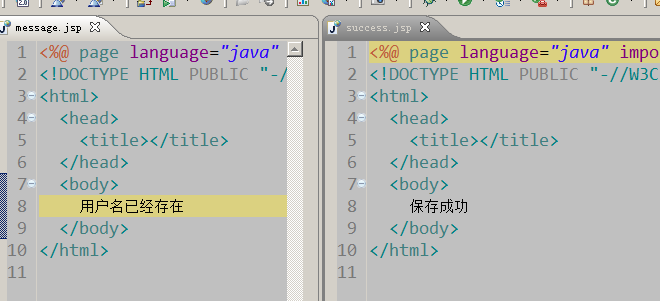 message.jsp
1 <%@ page language="java"
2 <!DOCTYPE HTML PUBLIC "-/
3 <html>
4 <head>
5 <title></title>
6 </head>
7 <body>
8 用户名已经存在
9 </body>
10 </html>
11
success.jsp
1 <%@ page language="java" impo
2 <!DOCTYPE HTML PUBLIC "-//W3C
3 <html>
4 <head>
5 <title></title>
6 </head>
7 <body>
8 保存成功
9 </body>
10 </html>
11